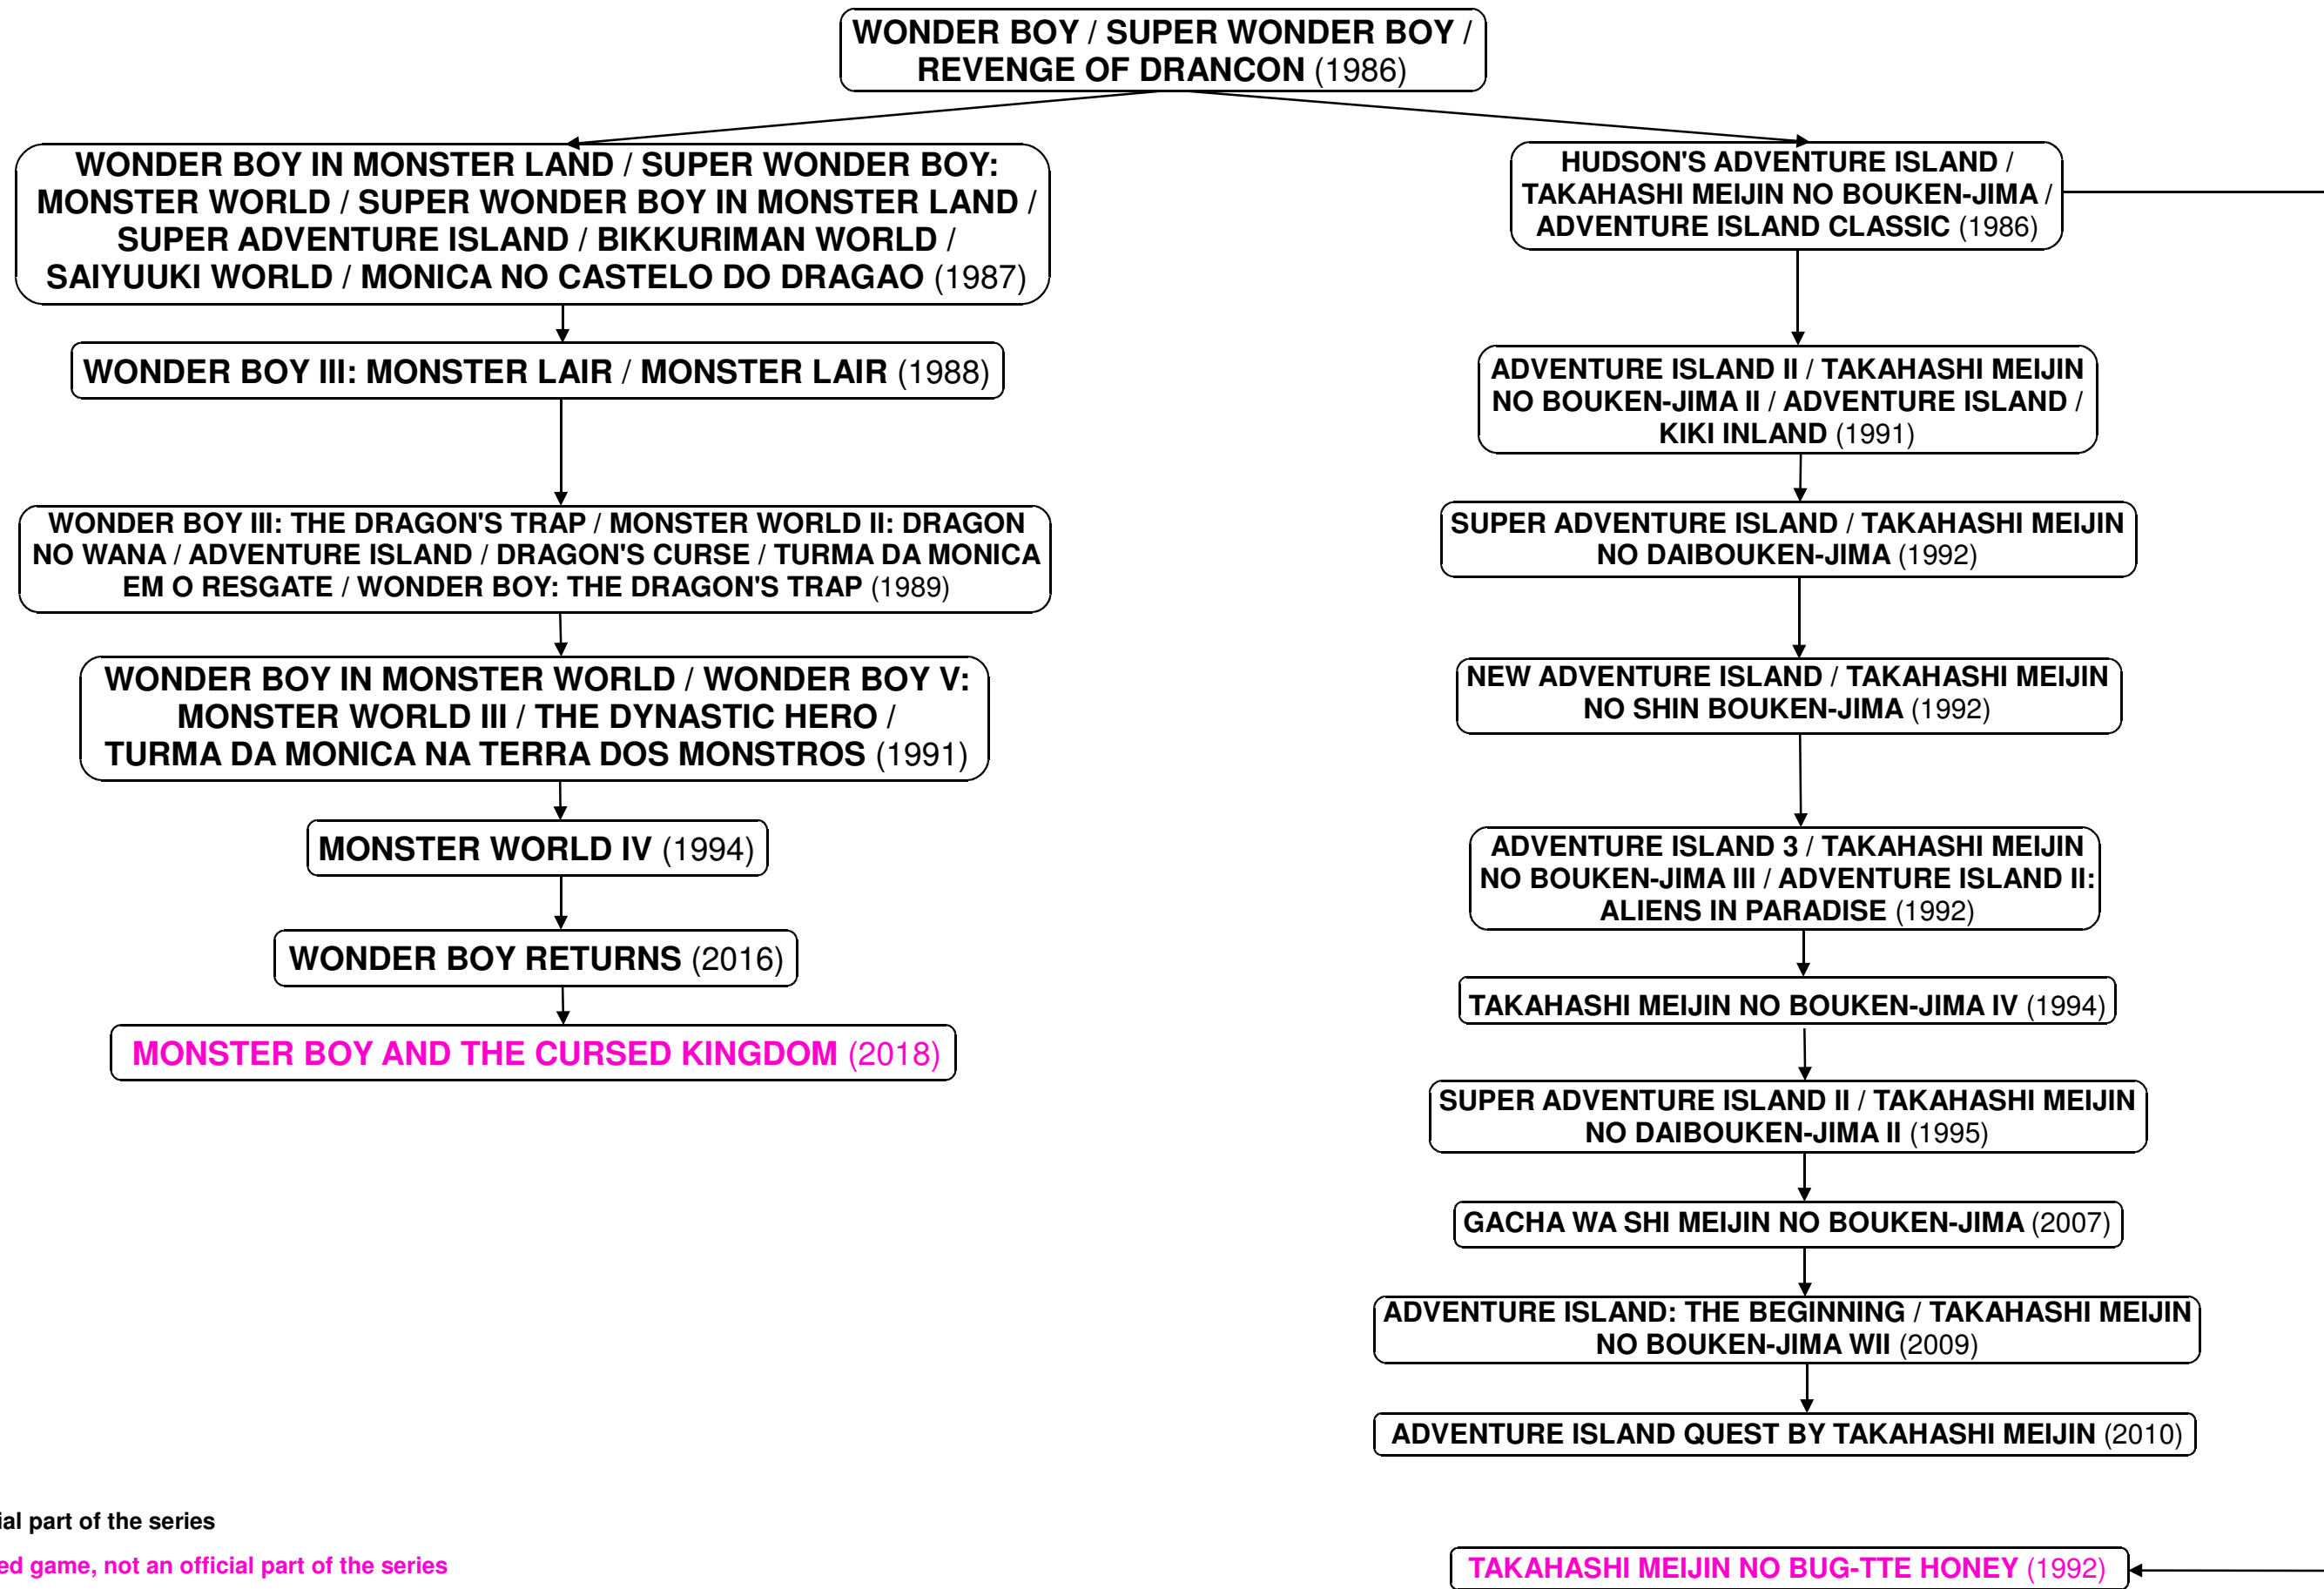 WONDER BOY / SUPER WONDER BOY /
REVENGE OF DRANCON (1986)
WONDER BOY IN MONSTER LAND / SUPER WONDER BOY:
MONSTER WORLD / SUPER WONDER BOY IN MONSTER LAND /
SUPER ADVENTURE ISLAND / BIKKURIMAN WORLD /
SAIYUUKI WORLD / MONICA NO CASTELO DO DRAGAO (1987)
WONDER BOY III: MONSTER LAIR / MONSTER LAIR (1988)
WONDER BOY III: THE DRAGON'S TRAP / MONSTER WORLD II: DRAGON
NO WANA / ADVENTURE ISLAND / DRAGON'S CURSE / TURMA DA MONICA
EM O RESGATE / WONDER BOY: THE DRAGON'S TRAP (1989)
WONDER BOY IN MONSTER WORLD / WONDER BOY V:
MONSTER WORLD III / THE DYNASTIC HERO /
TURMA DA MONICA NA TERRA DOS MONSTROS (1991)
MONSTER WORLD IV (1994)
WONDER BOY RETURNS (2016)
MONSTER BOY AND THE CURSED KINGDOM (2018)
HUDSON'S ADVENTURE ISLAND /
TAKAHASHI MEIJIN NO BOUKEN-JIMA /
ADVENTURE ISLAND CLASSIC (1986)
ADVENTURE ISLAND II / TAKAHASHI MEIJIN
NO BOUKEN-JIMA II / ADVENTURE ISLAND /
KIKI INLAND (1991)
SUPER ADVENTURE ISLAND / TAKAHASHI MEIJIN
NO DAIBOUKEN-JIMA (1992)
NEW ADVENTURE ISLAND / TAKAHASHI MEIJIN
NO SHIN BOUKEN-JIMA (1992)
ADVENTURE ISLAND 3 / TAKAHASHI MEIJIN
NO BOUKEN-JIMA III / ADVENTURE ISLAND II:
ALIENS IN PARADISE (1992)
TAKAHASHI MEIJIN NO BOUKEN-JIMA IV (1994)
SUPER ADVENTURE ISLAND II / TAKAHASHI MEIJIN
NO DAIBOUKEN-JIMA II (1995)
GACHA WA SHI MEIJIN NO BOUKEN-JIMA (2007)
ADVENTURE ISLAND: THE BEGINNING / TAKAHASHI MEIJIN
NO BOUKEN-JIMA WII (2009)
ADVENTURE ISLAND QUEST BY TAKAHASHI MEIJIN (2010)
TAKAHASHI MEIJIN NO BUG-TTE HONEY (1992)
part of the series
game, not an official part of the series